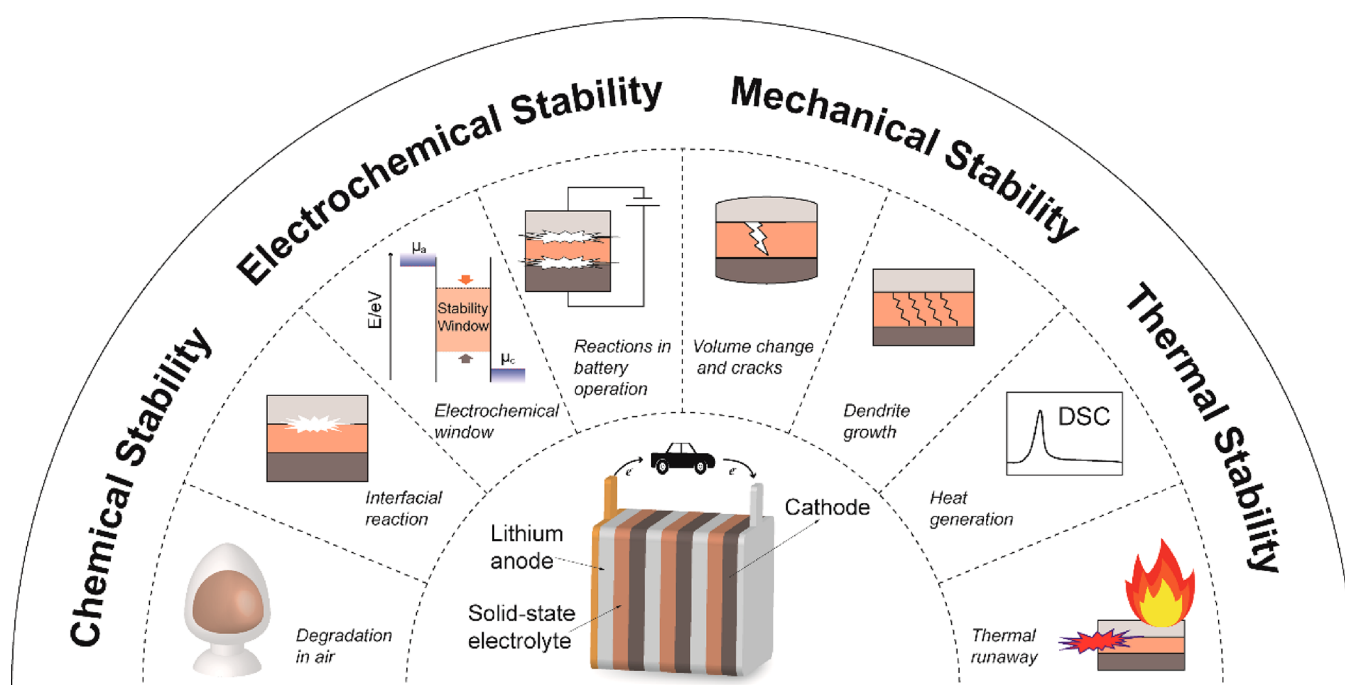 Chemical Stability
Electrochemical Stability
Mechanical Stability
Thermal Stability
Degradation
in air
Interfacial
reaction
E/eV
μa
Stability
Window
μc
Electrochemical
window
Reactions in
battery
operation
Volume change
and cracks
Dendrite
growth
DSC
Heat
generation
Thermal
runaway
e-
e-
Lithium
anode
Solid-state
electrolyte
Cathode